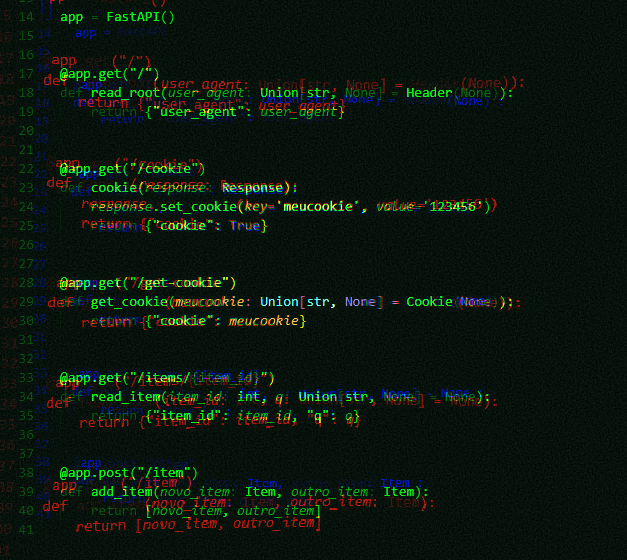 14 app = FastAPI()
15
16
17 @app.get("/")
18 def read_root(user_agent: Union[str, None] = Header(None)):
19 return {"user_agent": user_agent}
20
21
22 @app.get("/cookie")
23 def cookie(response: Response):
24 response.set_cookie(key='meucookie', value='123456')
25 return {"cookie": True}
26
27
28 @app.get("/get-cookie")
29 def get_cookie(meucookie: Union[str, None] = Cookie(None)):
30 return {"cookie": meucookie}
31
32
33 @app.get("/items/{item_id}")
34 def read_item(item_id: int, q: Union[str, None] = None):
35 return {"item_id": item_id, "q": q}
36
37
38 @app.post("/item")
39 def add_item(novo_item: Item, outro_item: Item):
40 return [novo_item, outro_item]
41